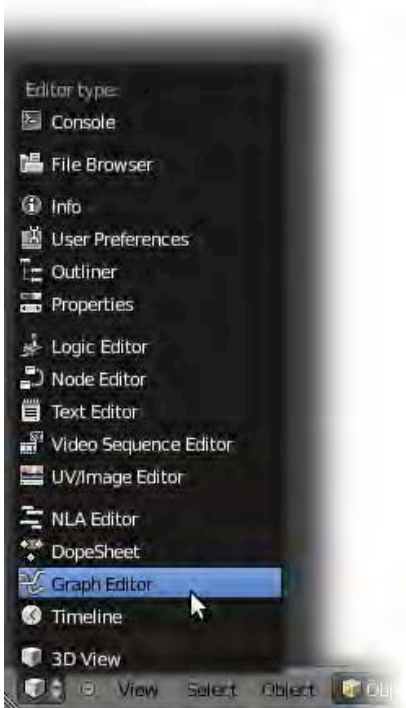 Editor type:
Console
File Browser
Info
User Preferences
Outliner
Properties
Logic Editor
Node Editor
Text Editor
Video Sequence Editor
UV/Image Editor
NLA Editor
DopeSheet
Graph Editor
Timeline
3D View
View Select Object